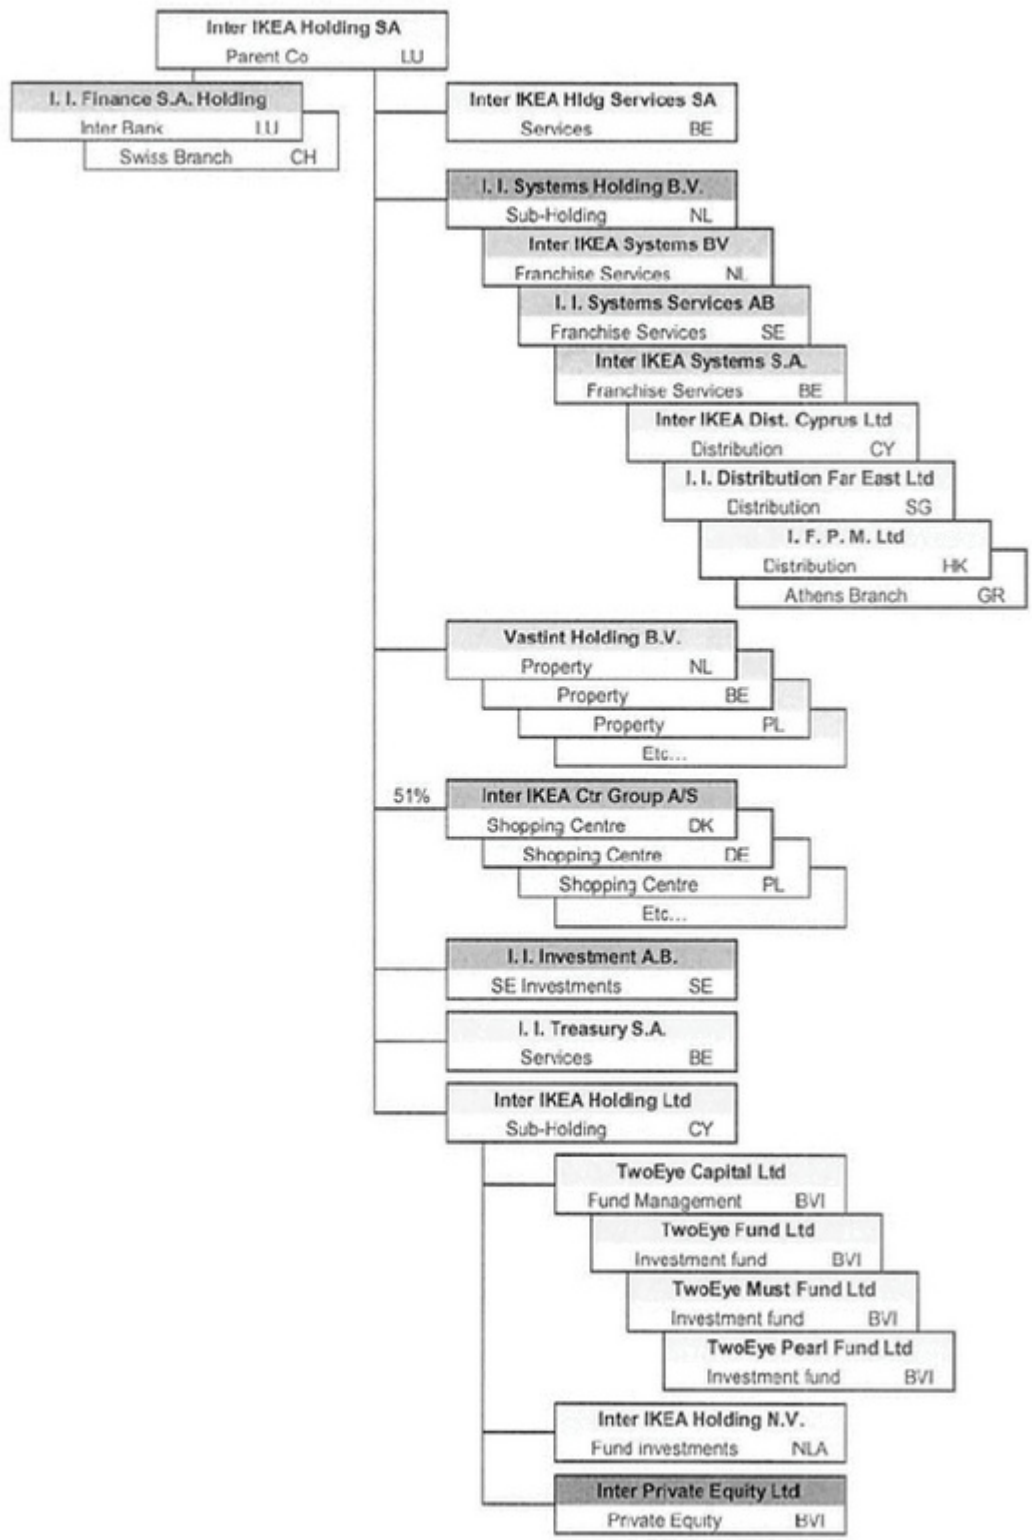 Inter IKEA Holding SA
Parent Co LU
I. I. Finance S.A. Holding
Inter Bank LU
Swiss Branch CH
Inter IKEA Hldg Services SA
Services BE
I. I. Systems Holding B.V.
Sub-Holding NL
Inter IKEA Systems BV
Franchise Services NL
I. I. Systems Services AB
Franchise Services SE
Inter IKEA Systems S.A.
Franchise Services BE
Inter IKEA Dist. Cyprus Ltd
Distribution CY
I. I. Distribution Far East Ltd
Distribution SG
I. F. P. M. Ltd
Distribution HK
Athens Branch GR
Vastint Holding B.V.
Property NL
Property BE
Property PL
Etc...
51% Inter IKEA Ctr Group A/S
Shopping Centre DK
Shopping Centre DE
Shopping Centre PL
Etc...
I. I. Investment A.B.
SE Investments SE
I. I. Treasury S.A.
Services BE
Inter IKEA Holding Ltd
Sub-Holding CY
TwoEye Capital Ltd
Fund Management BVI
TwoEye Fund Ltd
Investment fund BVI
TwoEye Must Fund Ltd
Investment fund BVI
TwoEye Pearl Fund Ltd
Investment fund BVI
Inter IKEA Holding N.V.
Fund investments NLA
Inter Private Equity Ltd
Private Equity BVI